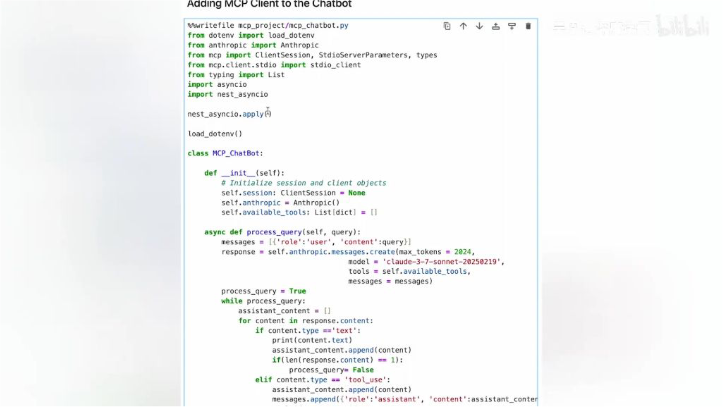 Adding MCP Client to the Chatbot
%%writefile mcp_project/mcp_chatbot.py
from dotenv import load_dotenv
from anthropic import Anthropic
from mcp import ClientSession, StdioServerParameters, types
from mcp.client.stdio import stdio_client
from typing import List
import asyncio
import nest_asyncio
nest_asyncio.apply()
load_dotenv()
class MCP_ChatBot:
    def __init__(self):
        # Initialize session and client objects
        self.session: ClientSession = None
        self.anthropic = Anthropic()
        self.available_tools: List[dict] = []
    async def process_query(self, query):
        messages = [{'role':'user', 'content':query}]
        response = self.anthropic.messages.create(max_tokens = 2024,
                                      model = 'claude-3-7-sonnet-20250219',
                                      tools = self.available_tools,
                                      messages = messages)
        process_query = True
        while process_query:
            assistant_content = []
            for content in response.content:
                if content.type =='text':
                    print(content.text)
                    assistant_content.append(content)
                    if(len(response.content) == 1):
                        process_query= False
                elif content.type == 'tool_use':
                    assistant_content.append(content)
                    messages.append({'role':'assistant', 'content':assistant_conten
bilibili